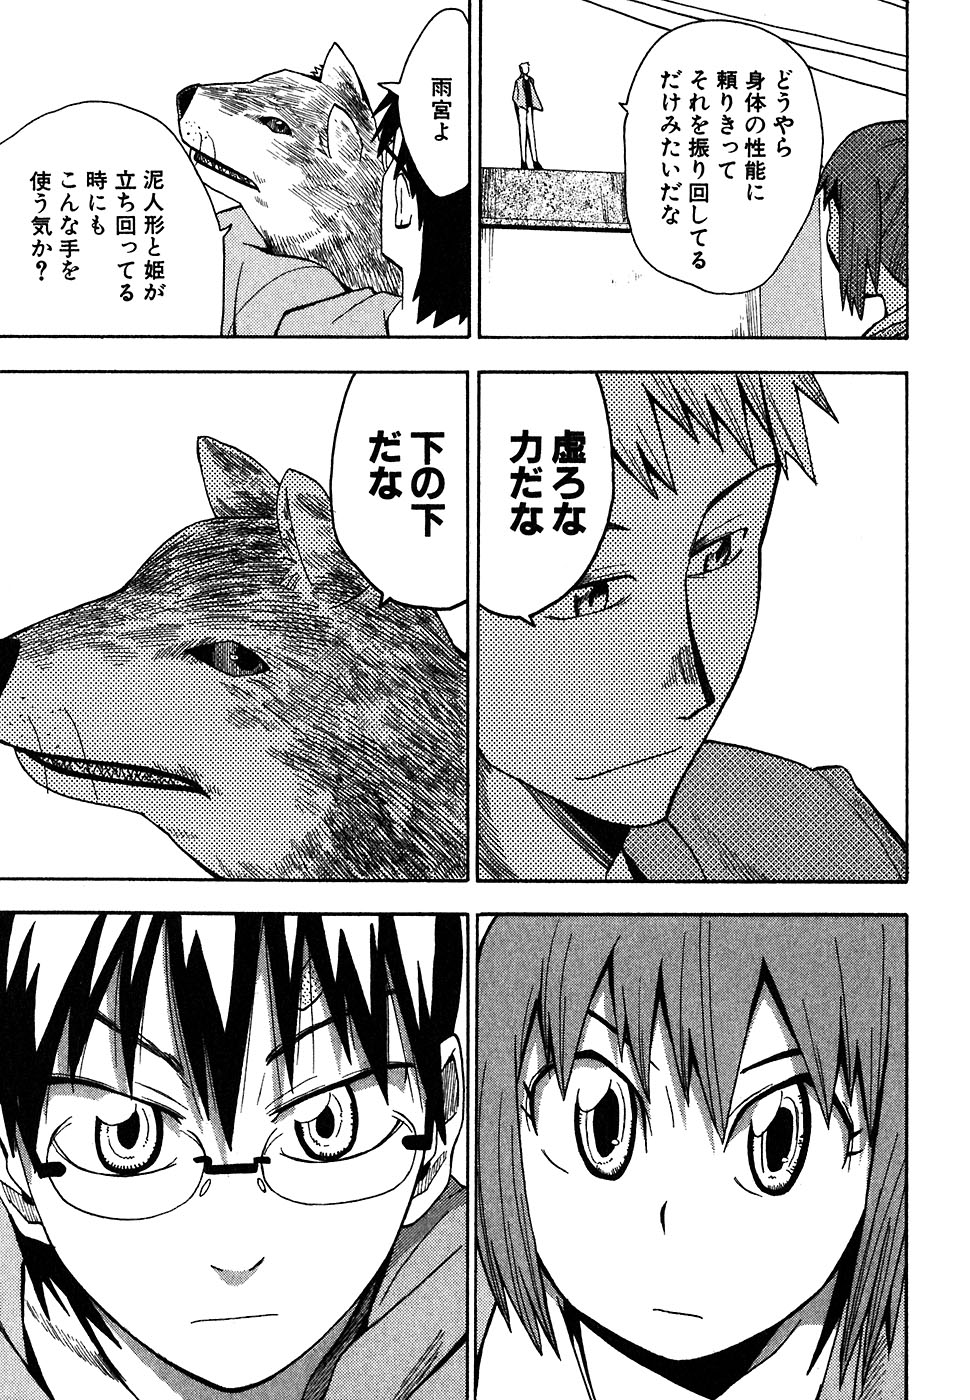 どうやら
身体の性能に
頼りきって
それを振り回してる
だけみたいだな
雨宮よ
泥人形と姫が
立ち回ってる
時にも
こんな手を
使う気か?
虚ろな
力だな
下の下
だな